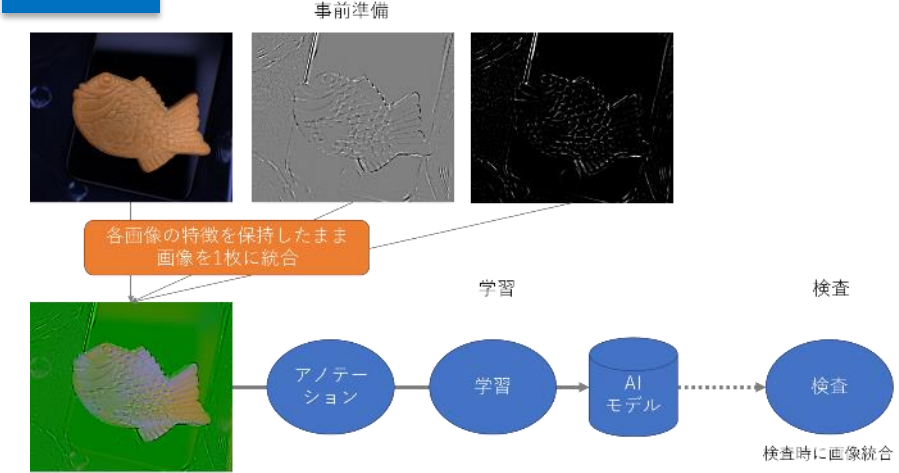 事前準備
各画像の特徴を保持したまま
画像を1枚に統合
学習
検査
アノテー
ション
学習
AI
モデル
検査
検査時に画像統合